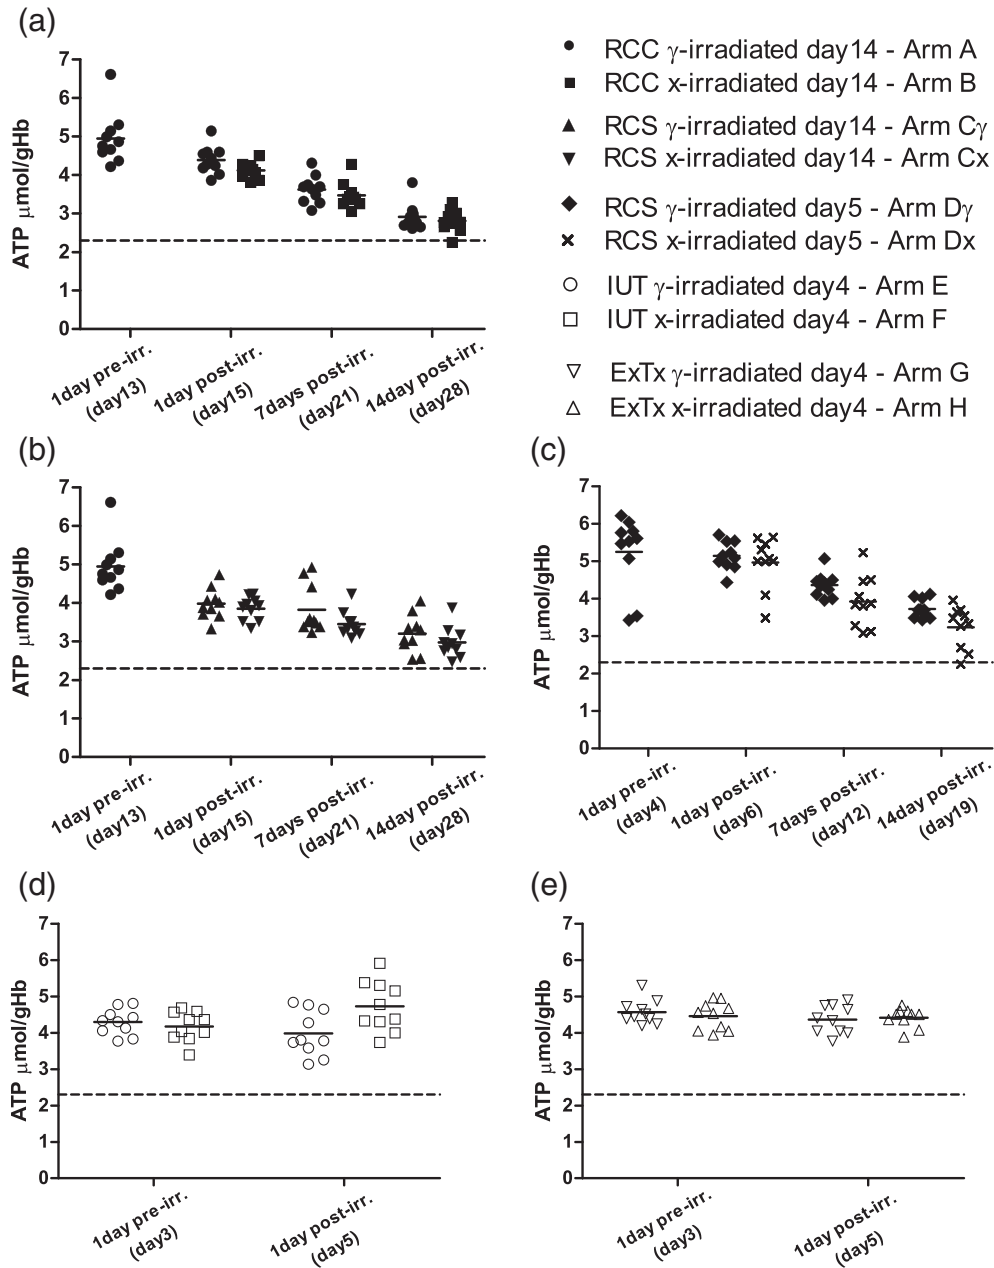 (a)
7
6
5
4
3
2
1
0
ATP μmol/gHb
1day pre-irr.
(day13)
1day post-irr.
(day15)
7days post-irr.
(day21)
14day post-irr.
(day28)
RCC γ-irradiated day14 - Arm A
RCC x-irradiated day14 - Arm B
RCS γ-irradiated day14 - Arm Cγ
RCS x-irradiated day14 - Arm Cx
RCS γ-irradiated day5 - Arm Dγ
RCS x-irradiated day5 - Arm Dx
IUT γ-irradiated day4 - Arm E
IUT x-irradiated day4 - Arm F
ExTx γ-irradiated day4 - Arm G
ExTx x-irradiated day4 - Arm H
(b)
7
6
5
4
3
2
1
0
ATP μmol/gHb
1day pre-irr.
(day13)
1day post-irr.
(day15)
7days post-irr.
(day21)
14day post-irr.
(day28)
(c)
7
6
5
4
3
2
1
0
ATP μmol/gHb
1day pre-irr.
(day4)
1day post-irr.
(day6)
7days post-irr.
(day12)
14day post-irr.
(day19)
(d)
7
6
5
4
3
2
1
0
ATP μmol/gHb
1day pre-irr.
(day3)
1day post-irr.
(day5)
(e)
7
6
5
4
3
2
1
0
ATP μmol/gHb
1day pre-irr.
(day3)
1day post-irr.
(day5)